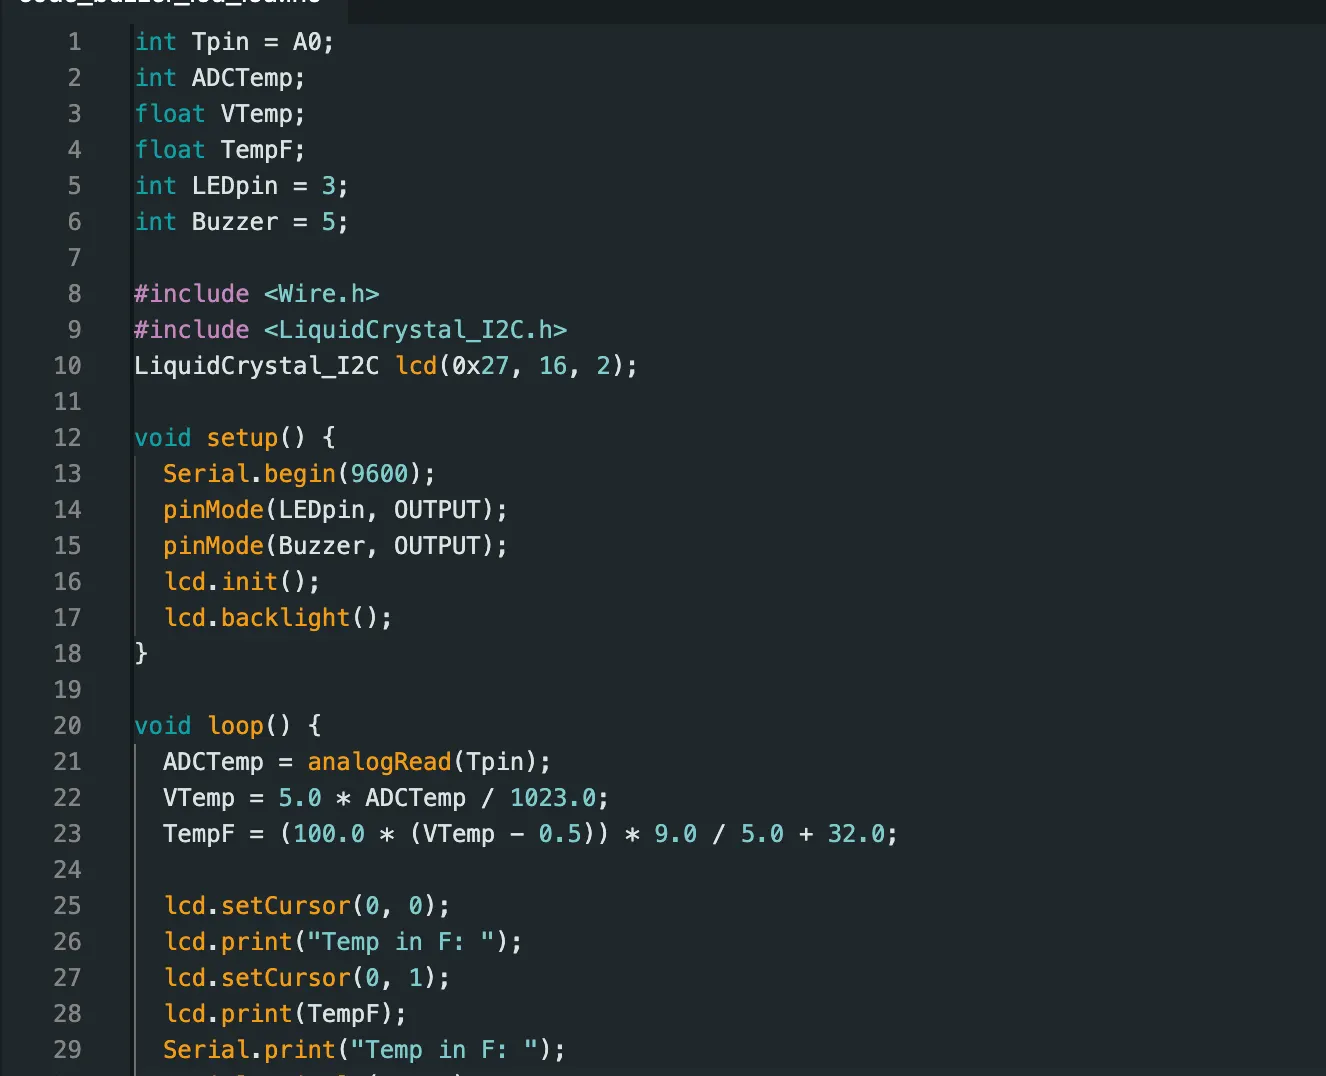 1 int Tpin = A0;
2 int ADCTemp;
3 float VTemp;
4 float TempF;
5 int LEDpin = 3;
6 int Buzzer = 5;
7
8 #include <Wire.h>
9 #include <LiquidCrystal_I2C.h>
10 LiquidCrystal_I2C lcd(0x27, 16, 2);
11
12 void setup() {
13 Serial.begin(9600);
14 pinMode(LEDpin, OUTPUT);
15 pinMode(Buzzer, OUTPUT);
16 lcd.init();
17 lcd.backlight();
18 }
19
20 void loop() {
21 ADCTemp = analogRead(Tpin);
22 VTemp = 5.0 * ADCTemp / 1023.0;
23 TempF = (100.0 * (VTemp - 0.5)) * 9.0 / 5.0 + 32.0;
24
25 lcd.setCursor(0, 0);
26 lcd.print("Temp in F: ");
27 lcd.setCursor(0, 1);
28 lcd.print(TempF);
29 Serial.print("Temp in F: ");